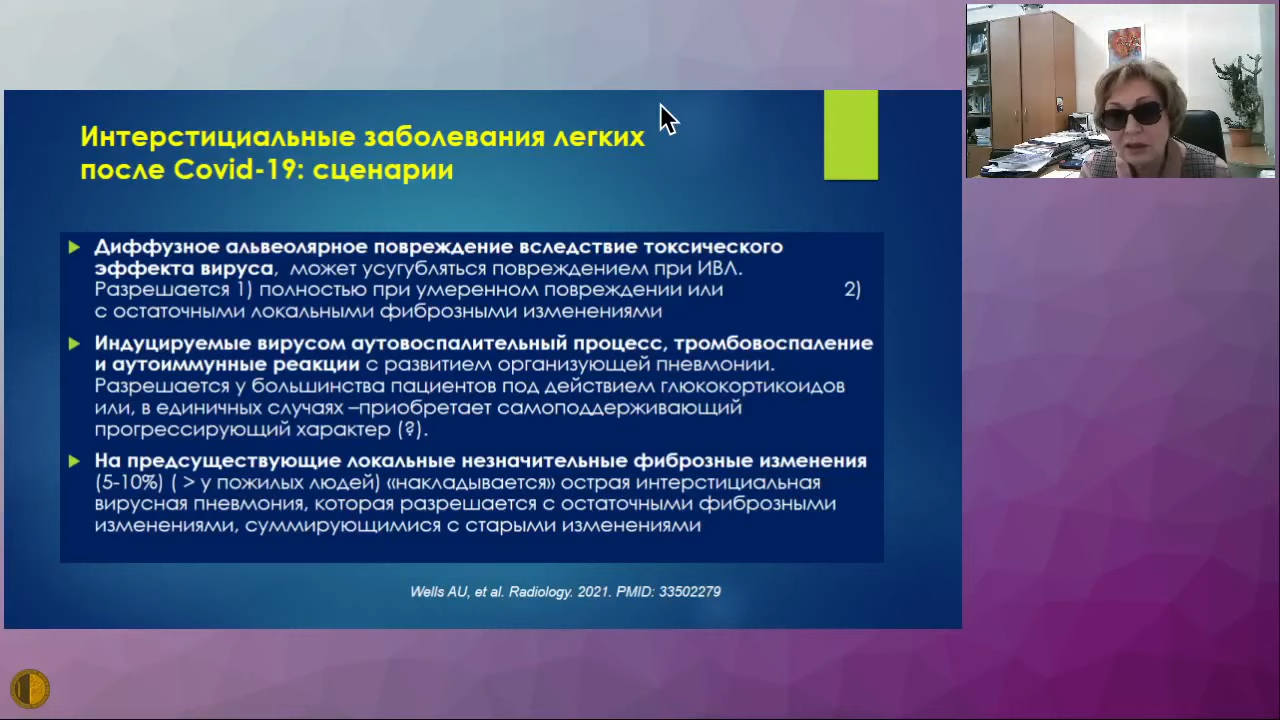 Интерстициальные заболевания легких
после Covid-19: сценарии
Диффузное альвеолярное повреждение вследствие токсического
эффекта вируса, может усугубляться повреждением при ИВЛ.
Разрешается 1) полностью при умеренном повреждении или 2)
с остаточными локальными фиброзными изменениями
Индуцируемые вирусом аутовоспалительный процесс, тромбовоспаление
и аутоиммунные реакции с развитием организующей пневмонии.
Разрешается у большинства пациентов под действием глюкокортикоидов
или, в единичных случаях –приобретает самоподдерживающий
прогрессирующий характер (?).
На предсуществующие локальные незначительные фиброзные изменения
(5-10%) ( > у пожилых людей) «накладывается» острая интерстициальная
вирусная пневмония, которая разрешается с остаточными фиброзными
изменениями, суммирующимися с старыми изменениями
Wells AU, et al. Radiology. 2021. PMID: 33502279